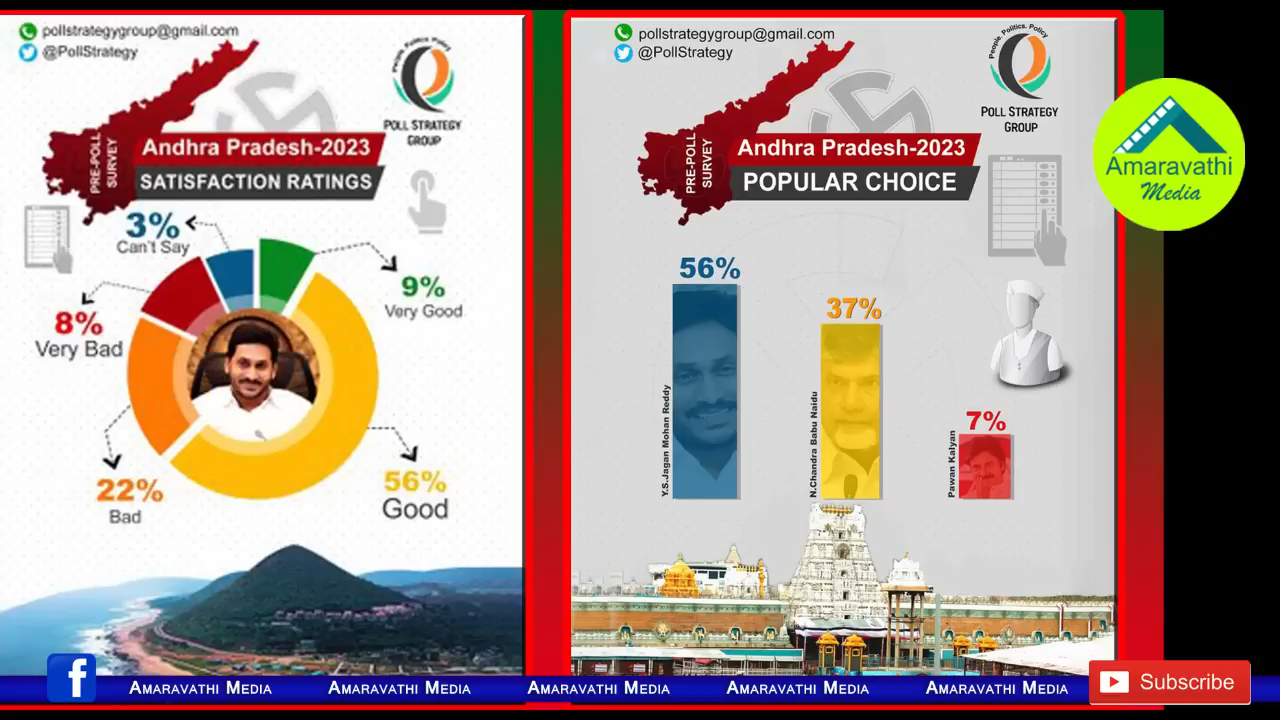 pollstrategygroup@gmail.com
@PollStrategy
People, Politics, Policy
POLL STRATEGY
GROUP
PRE-POLL
SURVEY
Andhra Pradesh-2023
SATISFACTION RATINGS
3%
Can't Say
9%
Very Good
8%
Very Bad
22%
Bad
56%
Good
pollstrategygroup@gmail.com
@PollStrategy
People, Politics, Policy
POLL STRATEGY
GROUP
PRE-POLL
SURVEY
Andhra Pradesh-2023
POPULAR CHOICE
56%
Y.S.Jagan Mohan Reddy
37%
N.Chandra Babu Naidu
7%
Pawan Kalyan
Amaravathi
Media
f
AMARAVATHI MEDIA AMARAVATHI MEDIA AMARAVATHI MEDIA AMARAVATHI MEDIA AMARAVATHI MEDIA
Subscribe